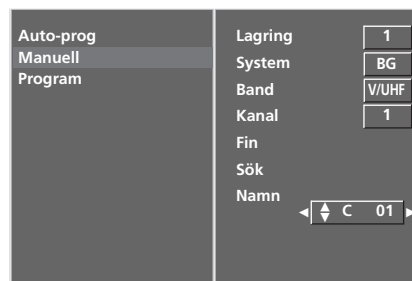 Auto-prog
Manuell
Program
Lagring 1
System BG
Band V/UHF
Kanal 1
Fin
Sök
Namn
C 01